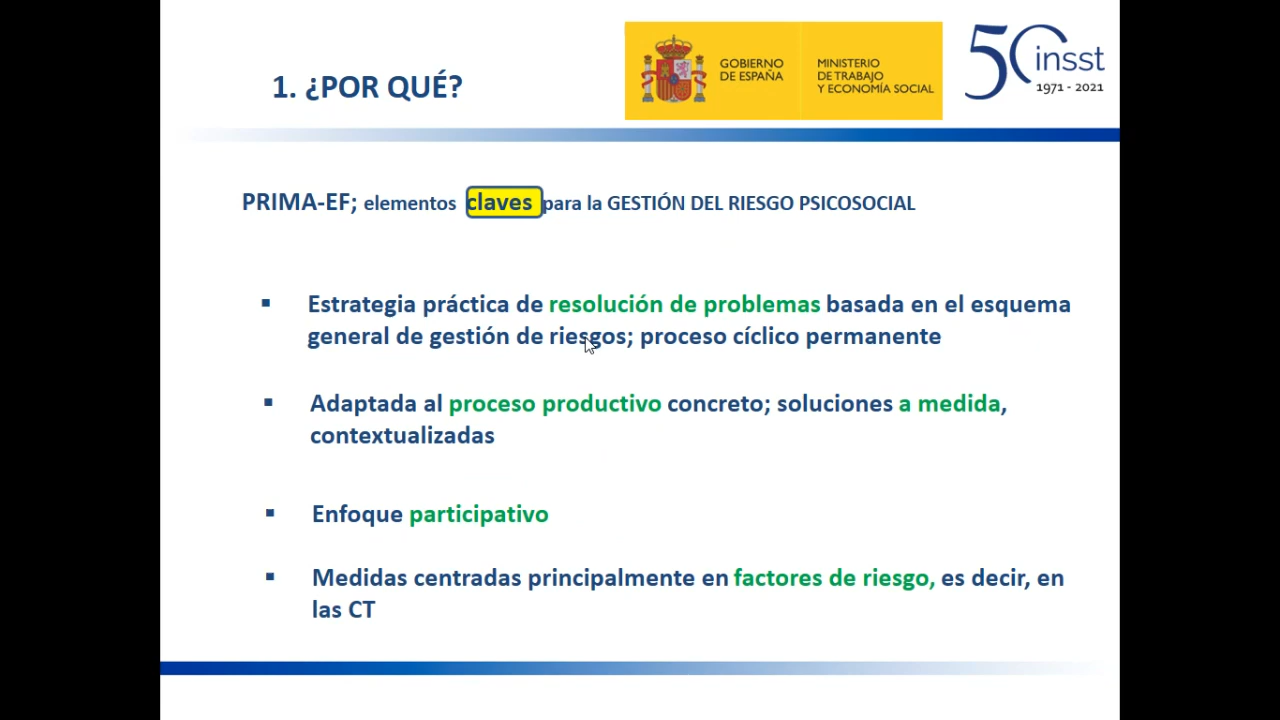 1. ¿POR QUÉ?
GOBIERNO
DE ESPAÑA
MINISTERIO
DE TRABAJO
Y ECONOMÍA SOCIAL
50 insst
1971 - 2021
PRIMA-EF; elementos claves para la GESTIÓN DEL RIESGO PSICOSOCIAL
▪ Estrategia práctica de resolución de problemas basada en el esquema
general de gestión de riesgos; proceso cíclico permanente
▪ Adaptada al proceso productivo concreto; soluciones a medida,
contextualizadas
▪ Enfoque participativo
▪ Medidas centradas principalmente en factores de riesgo, es decir, en
las CT